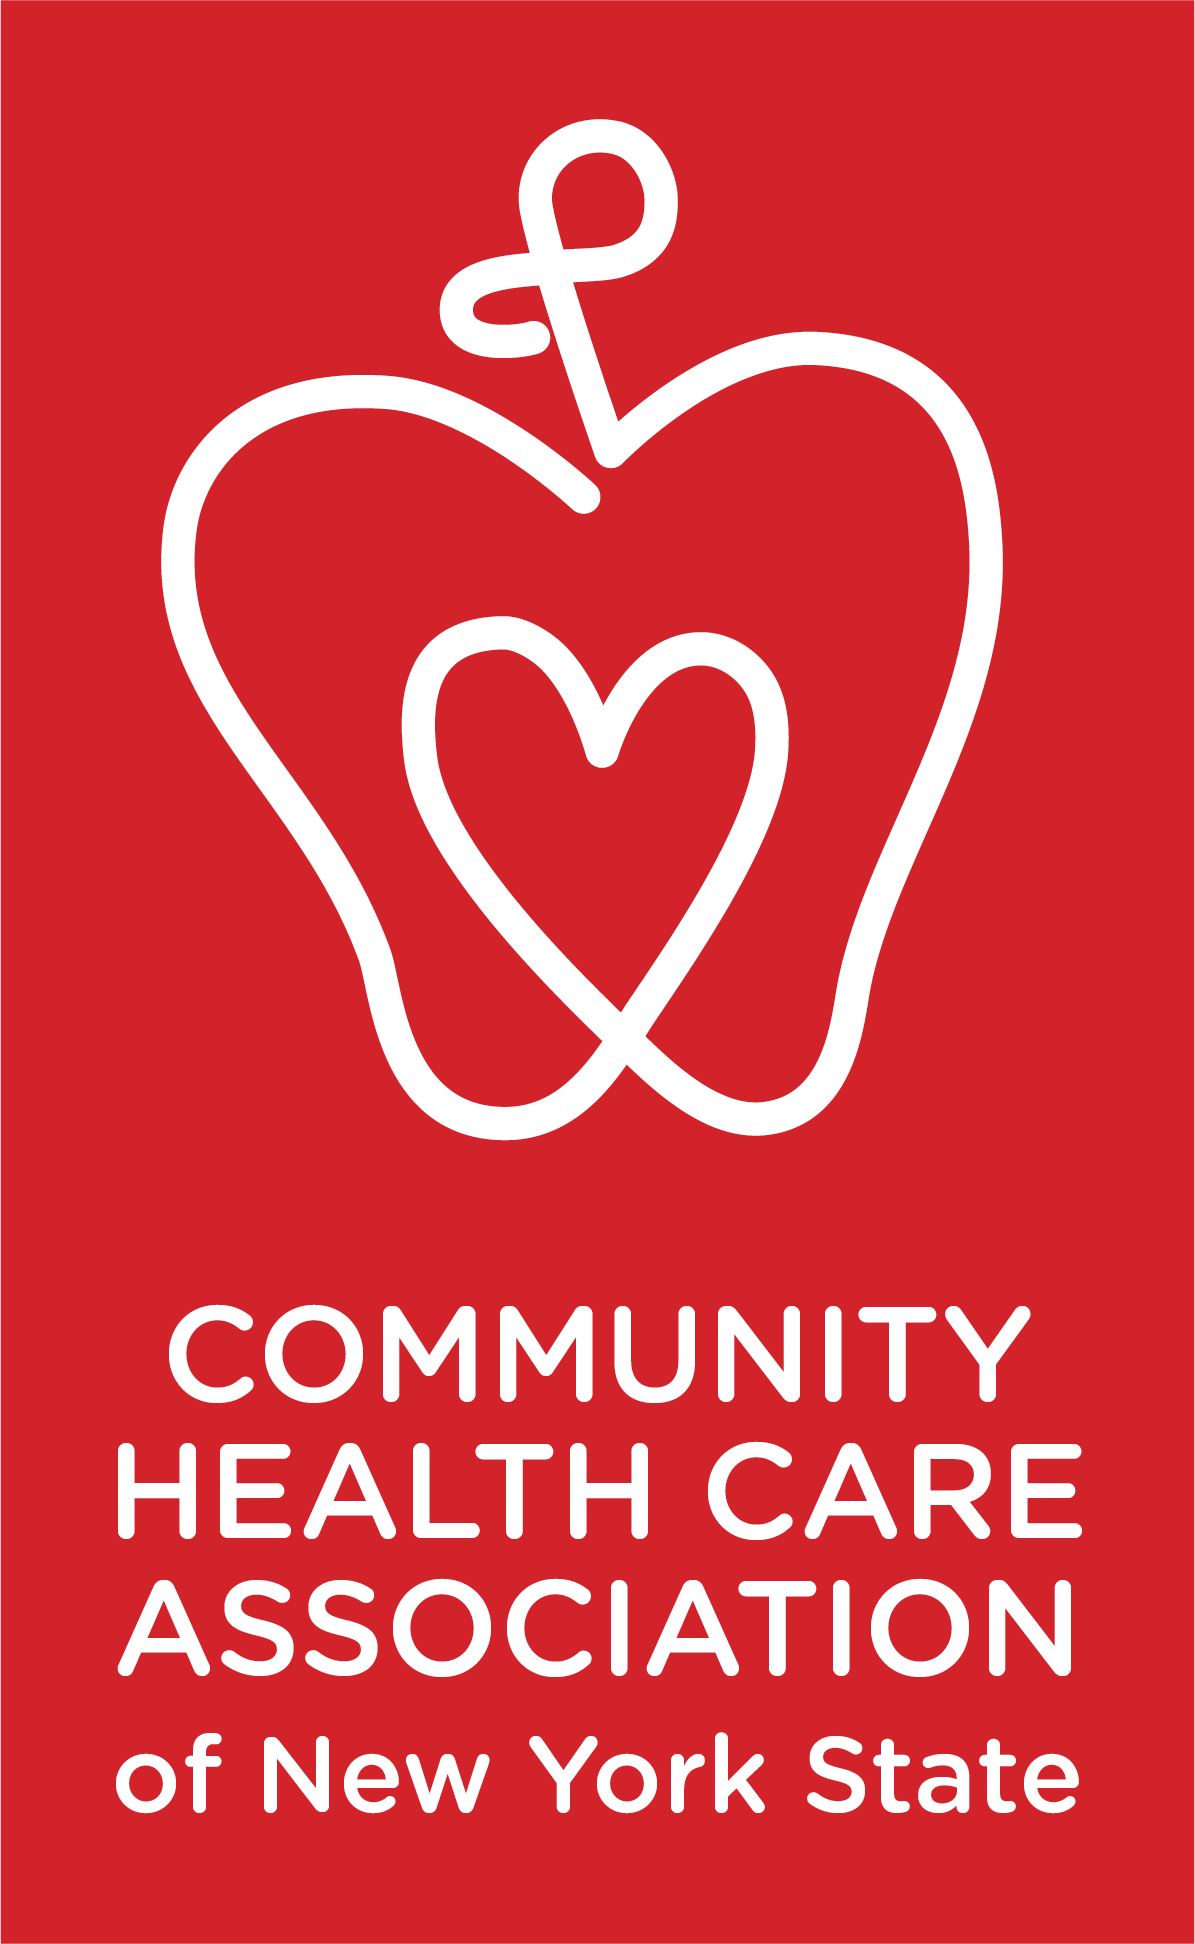 COMMUNITY
HEALTH CARE
ASSOCIATION
of New York State